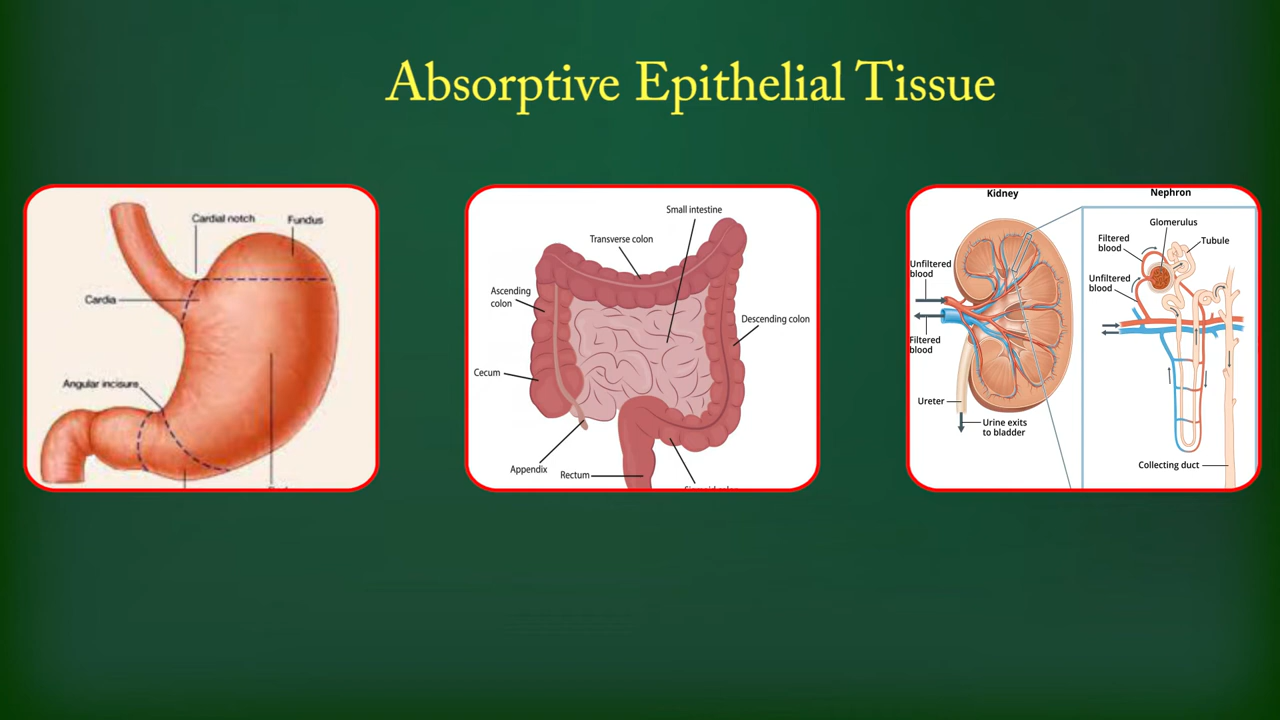 Absorptive Epithelial Tissue
Cardial notch
Fundus
Cardia
Angular incisure
Small intestine
Transverse colon
Ascending
colon
Descending colon
Cecum
Appendix
Rectum
Kidney
Nephron
Glomerulus
Filtered
blood
Tubule
Unfiltered
blood
Unfiltered
blood
Filtered
blood
Ureter
Urine exits
to bladder
Collecting duct